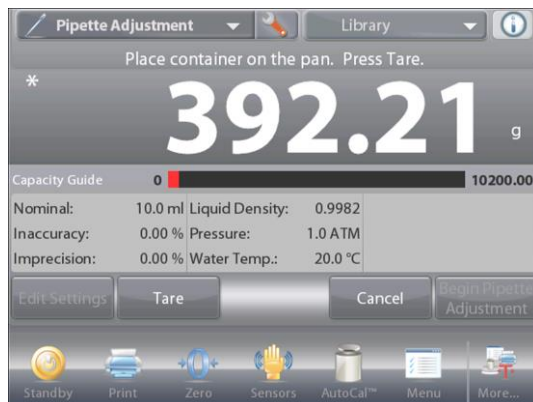 Pipette Adjustment
Library
Place container on the pan. Press Tare.
*
392.21
g
Capacity Guide 0 10200.00
Nominal: 10.0 ml Liquid Density: 0.9982
Inaccuracy: 0.00 % Pressure: 1.0 ATM
Imprecision: 0.00 % Water Temp.: 20.0 °C
Edit Settings
Tare
Cancel
Begin Pipette
Adjustment
Standby
Print
Zero
Sensors
AutoCal™
Menu
More...